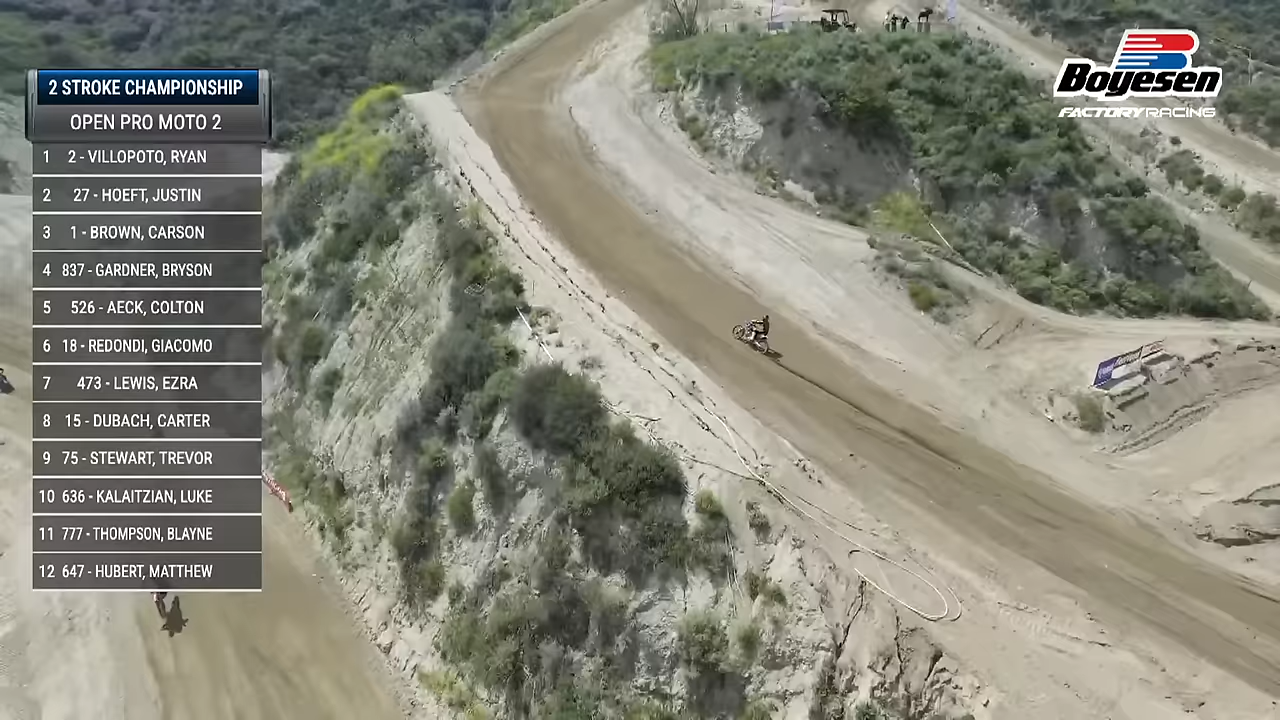 2 STROKE CHAMPIONSHIP
OPEN PRO MOTO 2
1 2 - VILLOPOTO, RYAN
2 27 - HOEFT, JUSTIN
3 1 - BROWN, CARSON
4 837 - GARDNER, BRYSON
5 526 - AECK, COLTON
6 18 - REDONDI, GIACOMO
7 473 - LEWIS, EZRA
8 15 - DUBACH, CARTER
9 75 - STEWART, TREVOR
10 636 - KALAITZIAN, LUKE
11 777 - THOMPSON, BLAYNE
12 647 - HUBERT, MATTHEW
Boyesen
FACTORY RACING